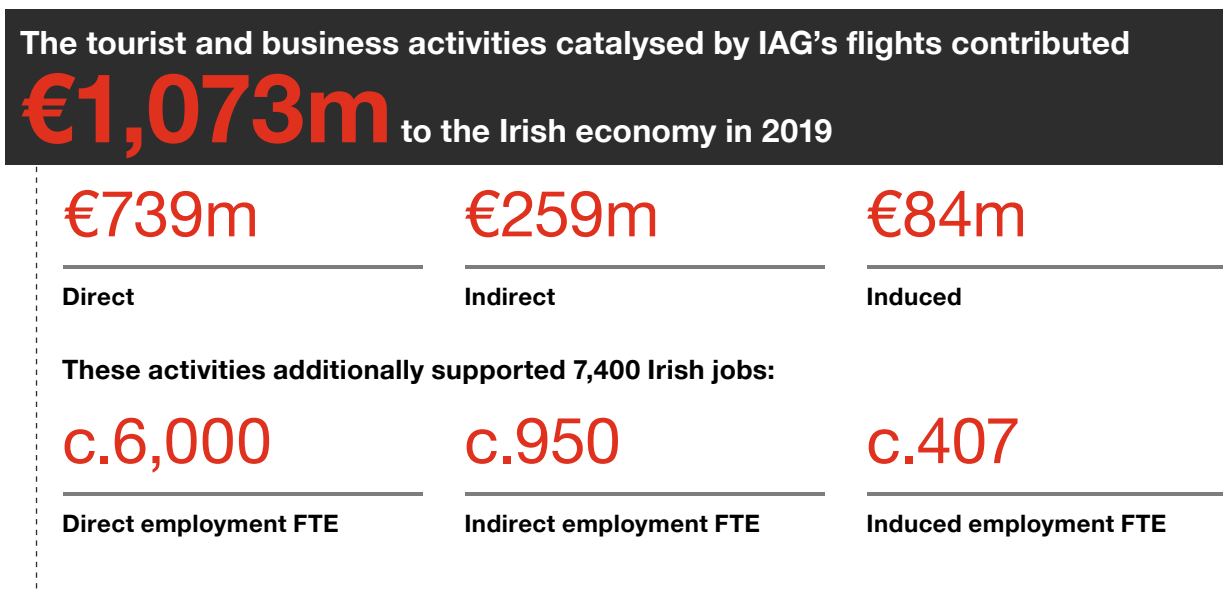 The tourist and business activities catalysed by IAG's flights contributed
€1,073m to the Irish economy in 2019
€739m €259m €84m
Direct Indirect Induced
These activities additionally supported 7,400 Irish jobs:
c.6,000 c.950 c.407
Direct employment FTE Indirect employment FTE Induced employment FTE